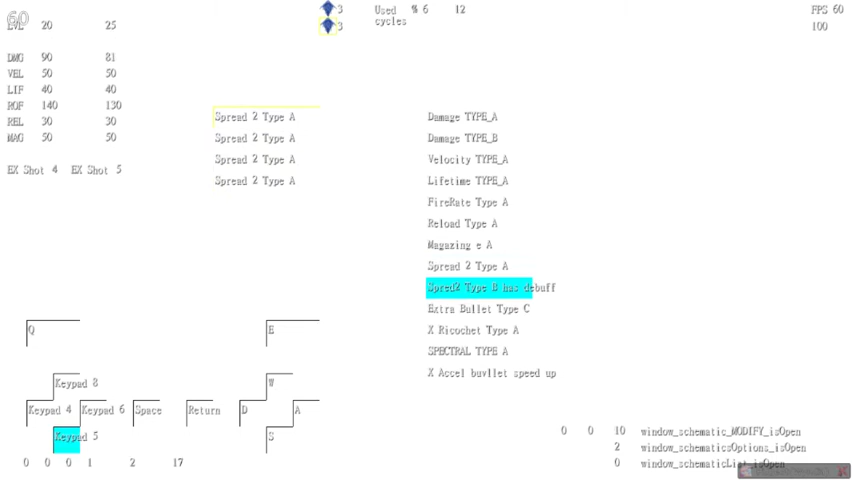 60
3
Used % 6 12
cycles
FPS 60
LVL 20 25
3
100
DMG 90 81
VEL 50 50
LIF 40 40
ROF 140 130
REL 30 30
MAG 50 50
EX Shot 4 EX Shot 5
Spread 2 Type A
Spread 2 Type A
Spread 2 Type A
Spread 2 Type A
Damage TYPE_A
Damage TYPE_B
Velocity TYPE_A
Lifetime TYPE_A
FireRate Type A
Reload Type A
Magazing e A
Spread 2 Type A
Spred2 Type B has debuff
Extra Bullet Type C
X Ricochet Type A
SPECTRAL TYPE A
X Accel bavllet speed up
Q E
Keypad 8 W
Keypad 4 Keypad 6 Space Return D A
Keypad 5 S
0 0 0 1 2 17
0 0 10 window_schematic_MODIFY_isOpen
2 window_schematicsOptions_isOpen
0 window_schematicList_isOpen